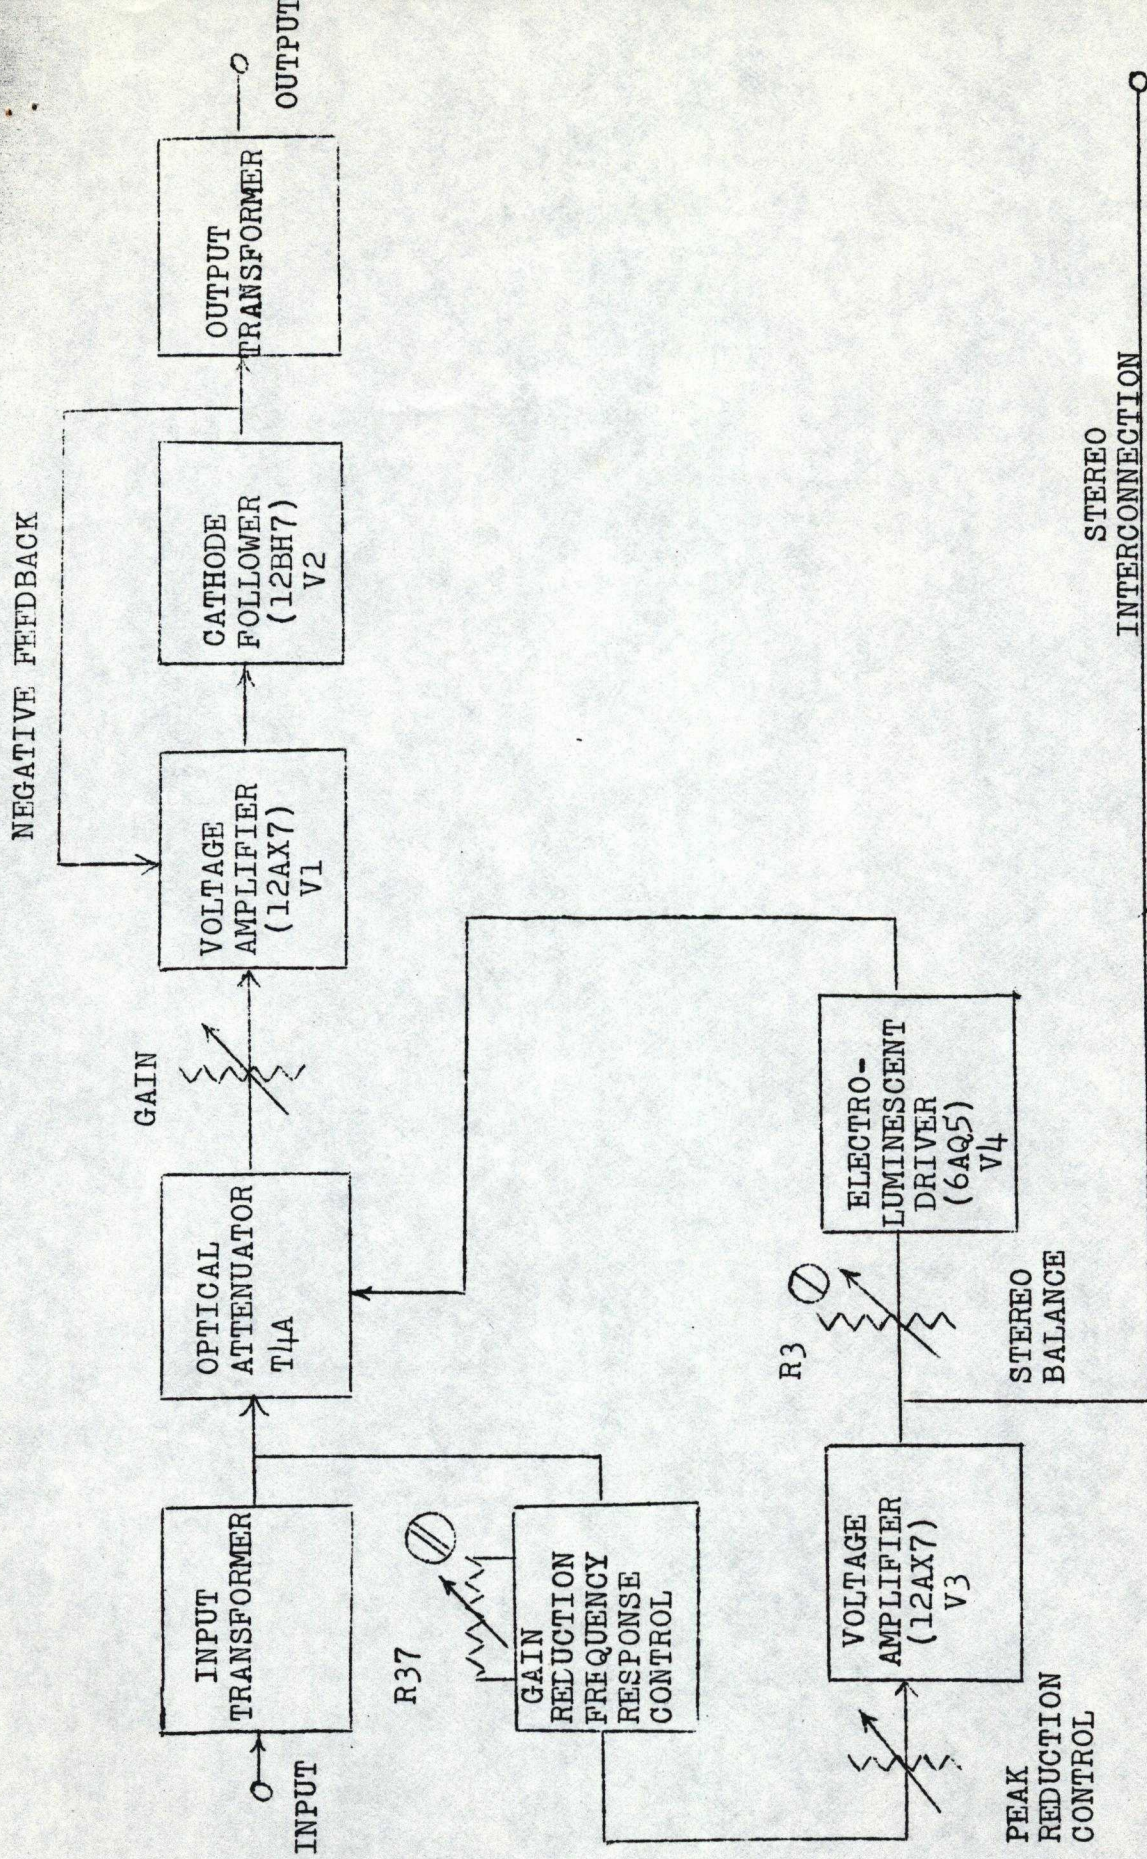 NEGATIVE FEFDBACK
INPUT
INPUT
TRANSFORMER
OPTICAL
ATTENUATOR
T4A
GAIN
VOLTAGE
AMPLIFIER
(12AX7)
V1
CATHODE
FOLLOWER
(12BH7)
V2
OUTPUT
TRANSFORMER
OUTPUT
R37
GAIN
REDUCTION
FREQUENCY
RESPONSE
CONTROL
PEAK
REDUCTION
CONTROL
VOLTAGE
AMPLIFIER
(12AX7)
V3
R3
STEREO
BALANCE
ELECTRO-
LUMINESCENT
DRIVER
(6AQ5)
V4
STEREO
INTERCONNECTION